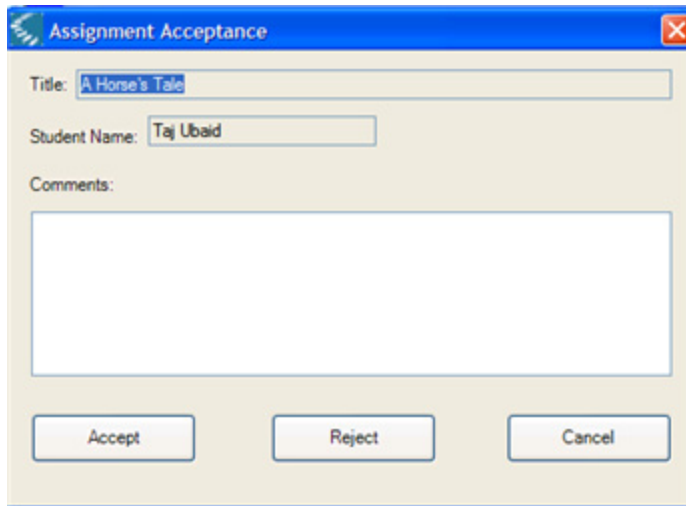 Assignment Acceptance
Title: A Horse's Tale
Student Name: Taj Ubaid
Comments:
Accept Reject Cancel